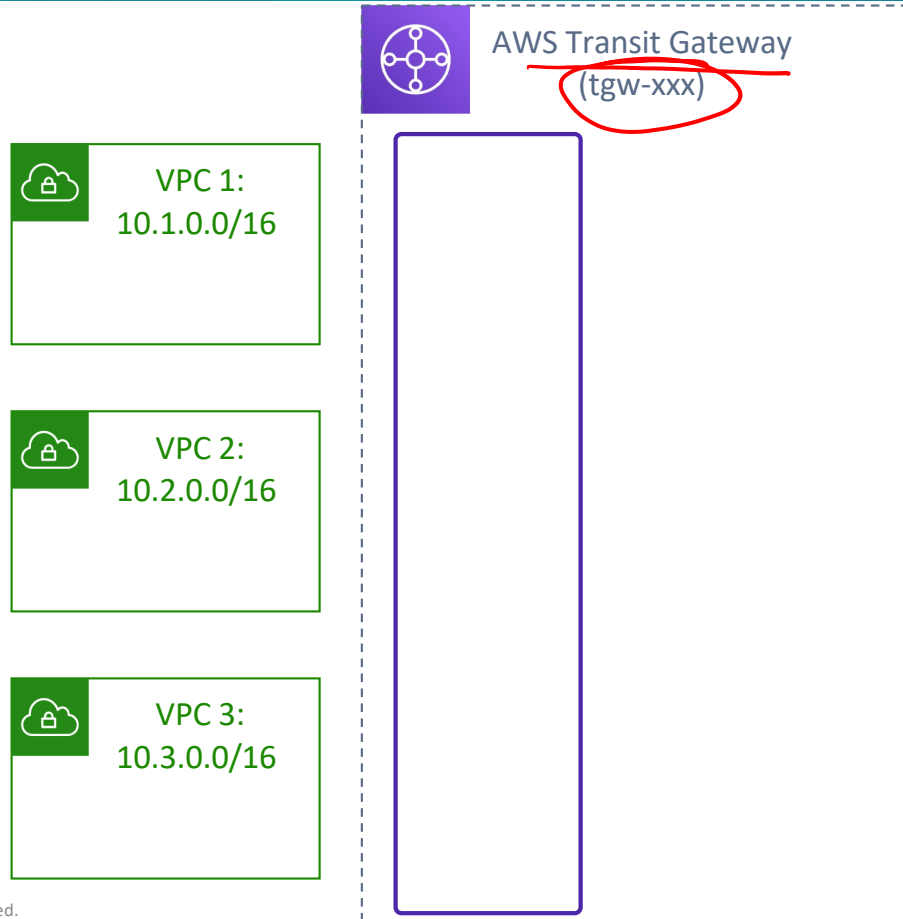 AWS Transit Gateway
(tgw-xxx)
VPC 1:
10.1.0.0/16
VPC 2:
10.2.0.0/16
VPC 3:
10.3.0.0/16
ed.